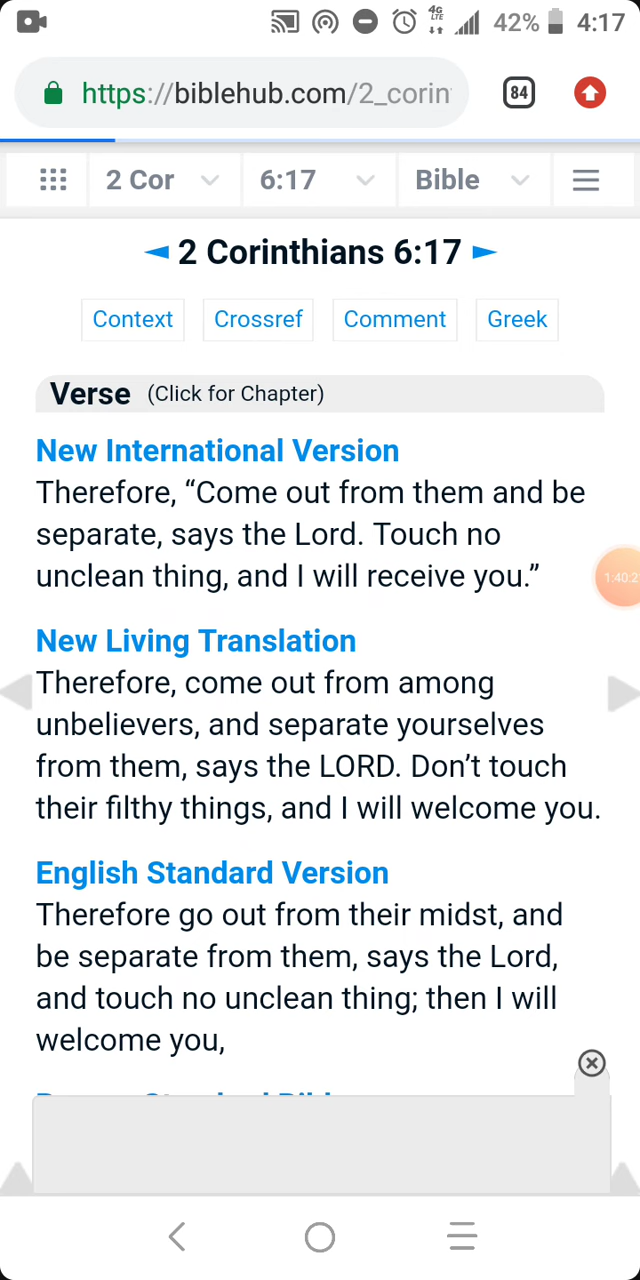 4G
LTE
42%
4:17
https://biblehub.com/2_corin
84
2 Cor
6:17
Bible
2 Corinthians 6:17
Context
Crossref
Comment
Greek
Verse (Click for Chapter)
New International Version
Therefore, “Come out from them and be
separate, says the Lord. Touch no
unclean thing, and I will receive you.”
1:40:2
New Living Translation
Therefore, come out from among
unbelievers, and separate yourselves
from them, says the LORD. Don’t touch
their filthy things, and I will welcome you.
English Standard Version
Therefore go out from their midst, and
be separate from them, says the Lord,
and touch no unclean thing; then I will
welcome you,